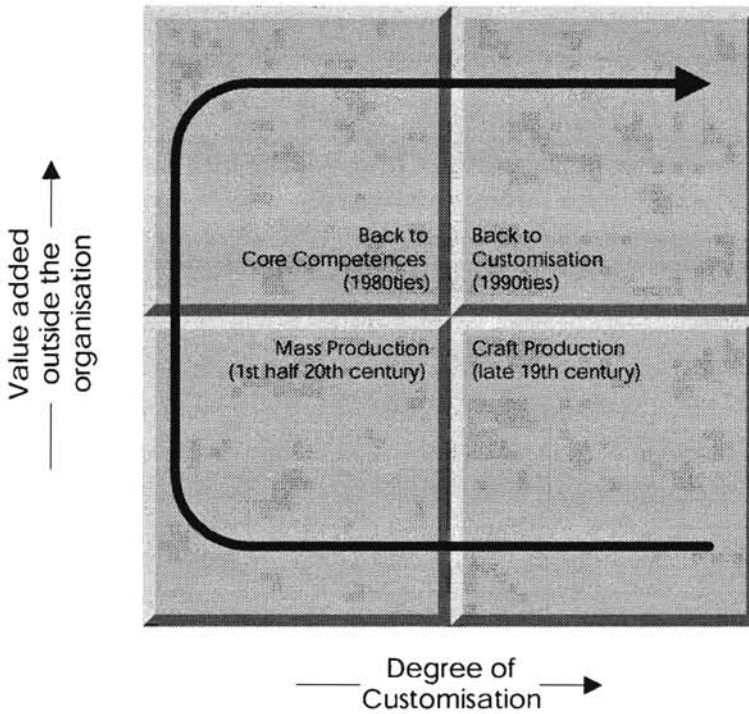 Value added
outside the
organisation
Back to
Core Competences
(1980ties)
Back to
Customisation
(1990ties)
Mass Production
(1st half 20th century)
Craft Production
(late 19th century)
Degree of
Customisation